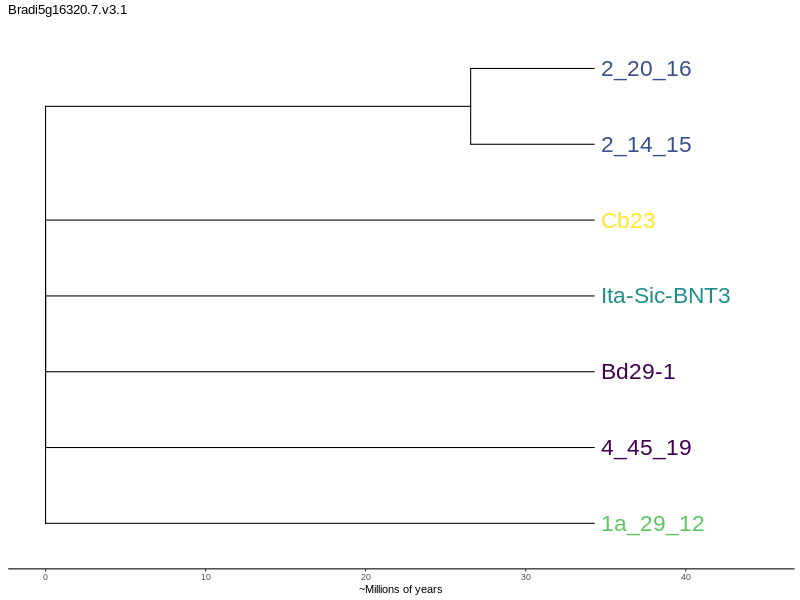 Bradi5g16320.7.v3.1
2_20_16
2_14_15
Cb23
Ita-Sic-BNT3
Bd29-1
4_45_19
1a_29_12
0 10 20 30 40
~Millions of years